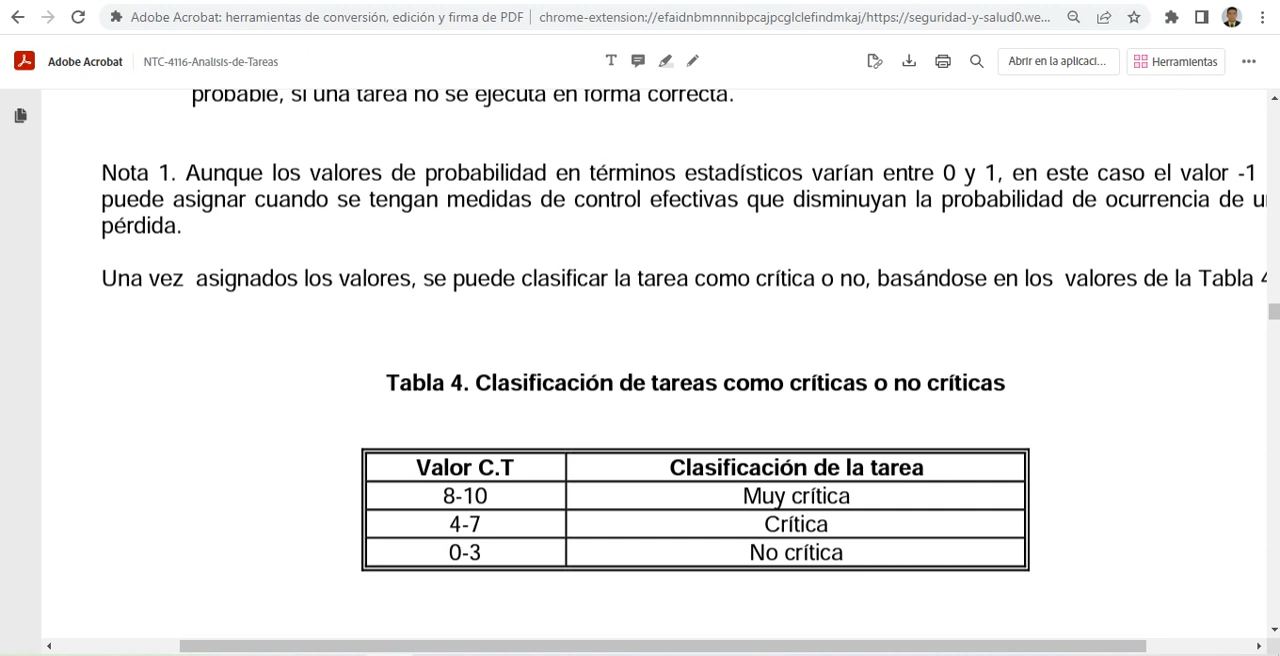 Adobe Acrobat: herramientas de conversión, edición y firma de PDF | chrome-extension://efaidnbmnnnibpcajpcglclefindmkaj/https://seguridad-y-salud0.we...
Adobe Acrobat NTC-4116-Analisis-de-Tareas T Abrir en la aplicaci... Herramientas
probable, si una tarea no se ejecuta en forma correcta.
Nota 1. Aunque los valores de probabilidad en términos estadísticos varían entre 0 y 1, en este caso el valor -1
puede asignar cuando se tengan medidas de control efectivas que disminuyan la probabilidad de ocurrencia de
pérdida.
Una vez asignados los valores, se puede clasificar la tarea como crítica o no, basándose en los valores de la Tabla
Tabla 4. Clasificación de tareas como críticas o no críticas
Valor C.T Clasificación de la tarea
8-10 Muy crítica
4-7 Crítica
0-3 No crítica